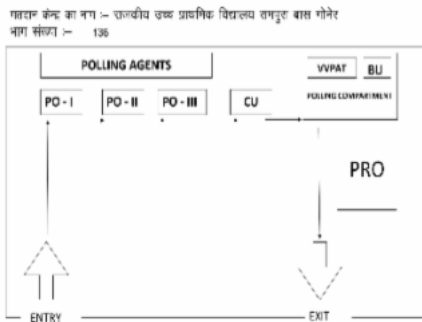 मतदान केन्द्र का नाम :- राजकीय उच्च प्राथमिक विद्यालय रामपुरा बास गोनेर
भाग संख्या :- 136
POLLING AGENTS
VVPAT BU
POLLING COMPARTMENT
PO - I PO - II PO - III CU
PRO
ENTRY EXIT